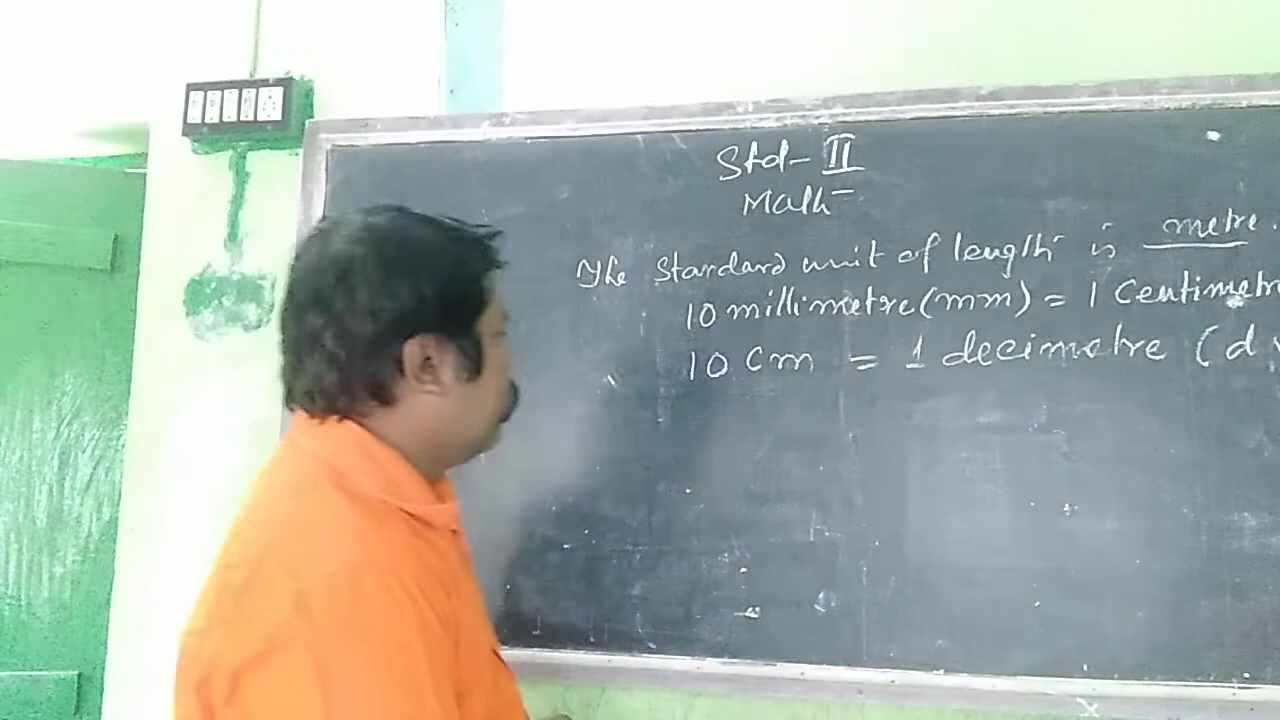 Std- II
Math
The Standard unit of length is metre.
10 millimetre(mm) = 1 Centimetre
10 Cm = 1 decimetre (d